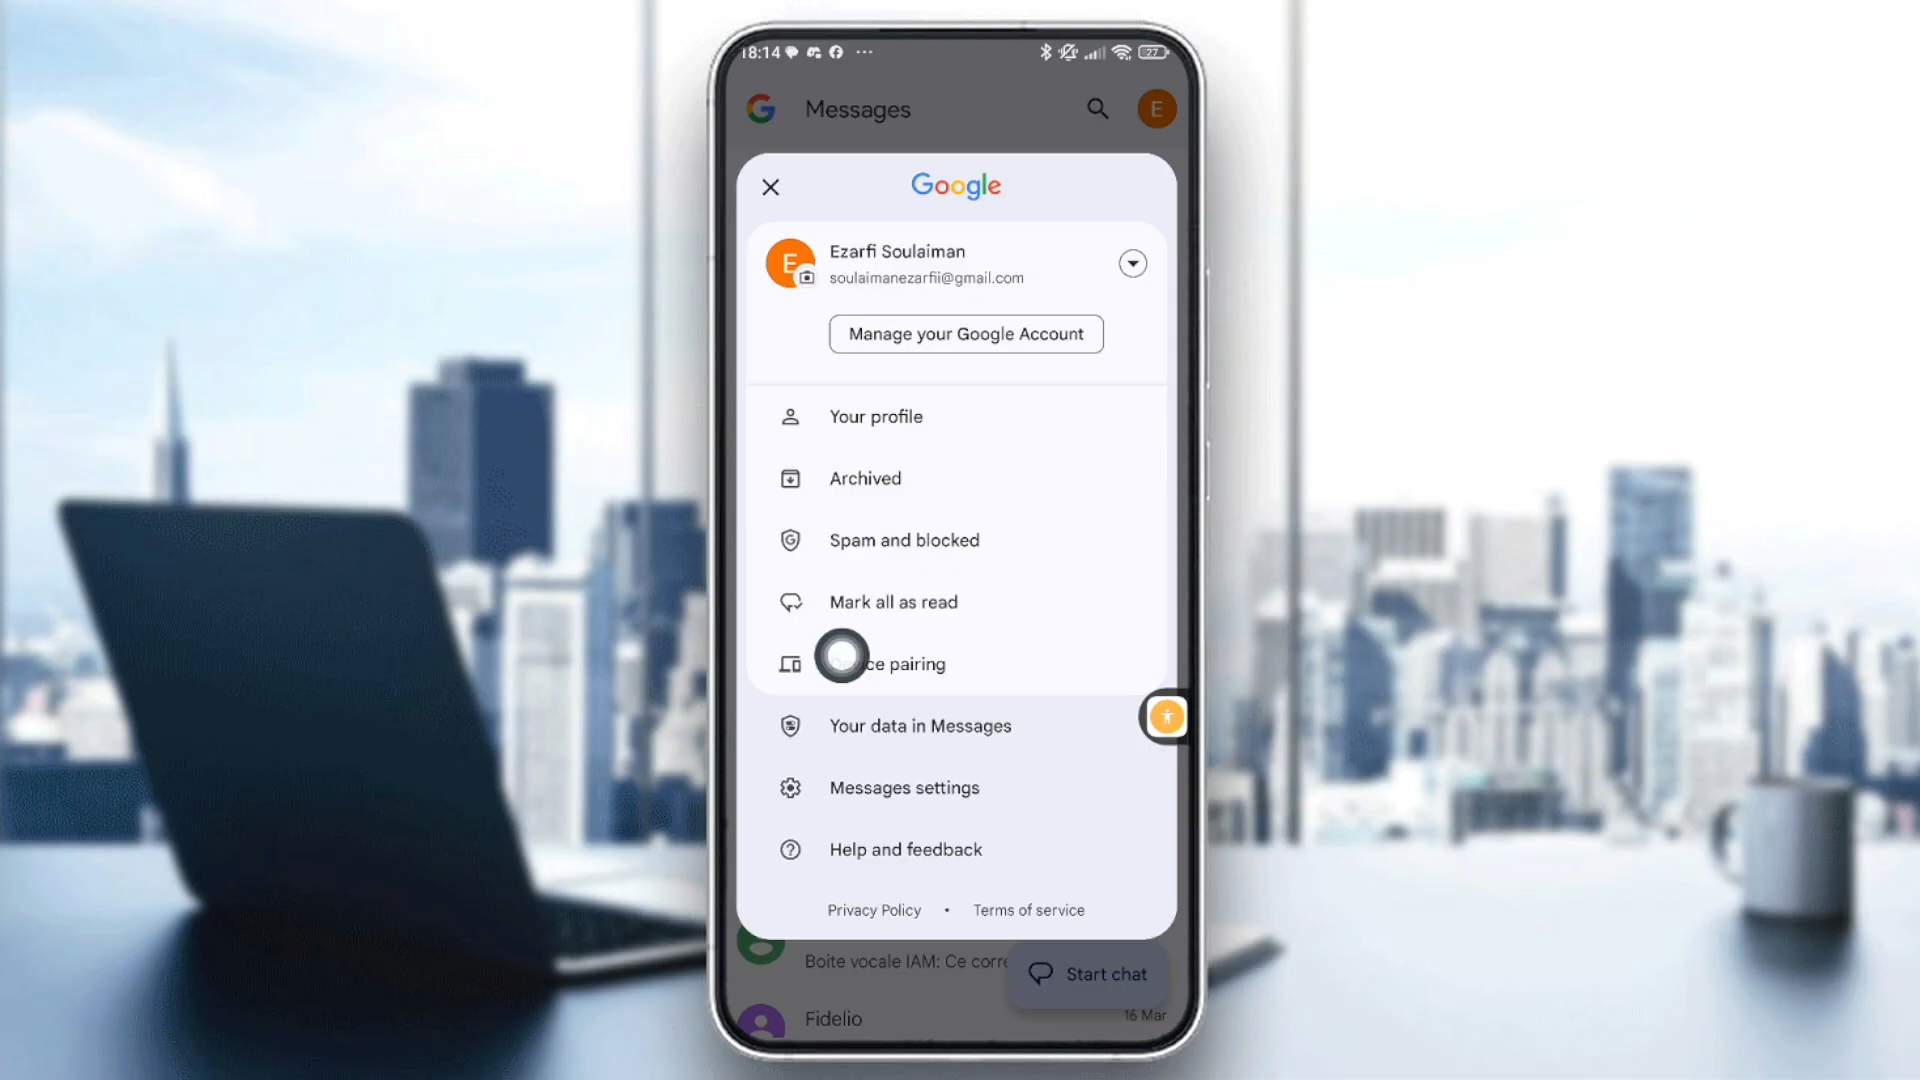 18:14
27
G Messages E
Google
E Ezarfi Soulaiman
soulaimanezarfii@gmail.com
Manage your Google Account
Your profile
Archived
Spam and blocked
Mark all as read
ce pairing
Your data in Messages
Messages settings
Help and feedback
Privacy Policy • Terms of service
Boite vocale IAM: Ce corre
Start chat
Fidelio
16 Mar